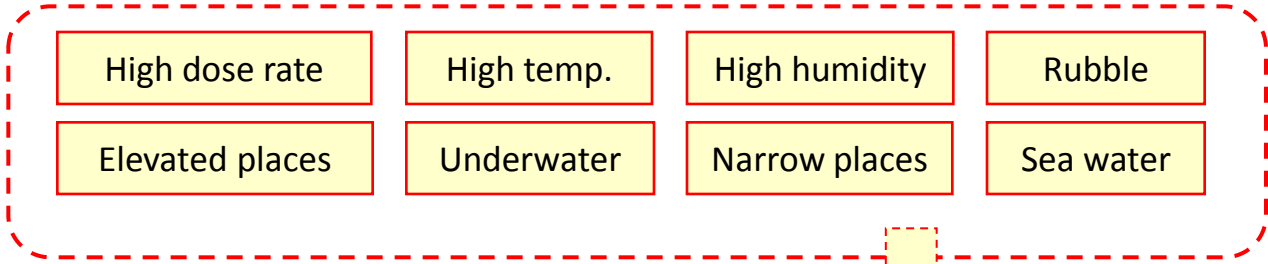 High dose rate
High temp.
High humidity
Rubble
Elevated places
Underwater
Narrow places
Sea water